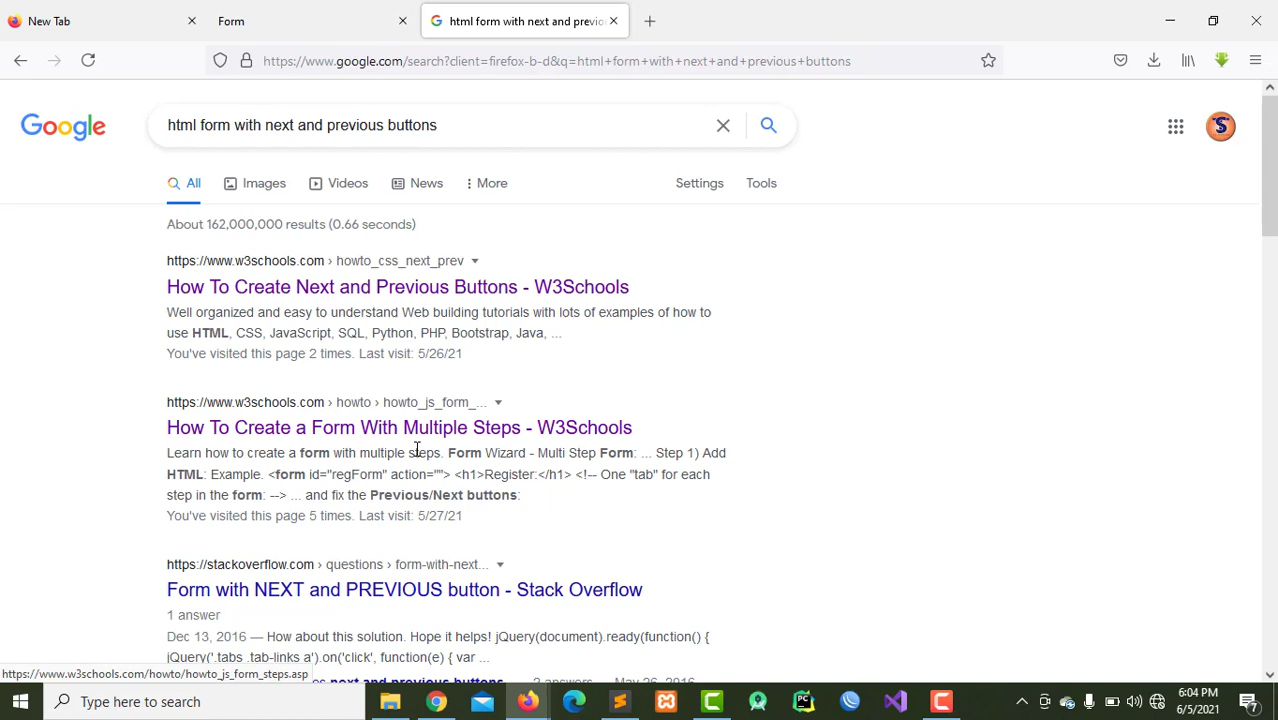 New Tab
Form
html form with next and previou
https://www.google.com/search?client=firefox-b-d&q=html+form+with+next+and+previous+buttons
Google
html form with next and previous buttons
All
Images
Videos
News
More
Settings
Tools
About 162,000,000 results (0.66 seconds)
https://www.w3schools.com › howto_css_next_prev
How To Create Next and Previous Buttons - W3Schools
Well organized and easy to understand Web building tutorials with lots of examples of how to
use HTML, CSS, JavaScript, SQL, Python, PHP, Bootstrap, Java, ...
You've visited this page 2 times. Last visit: 5/26/21
https://www.w3schools.com › howto › howto_js_form_...
How To Create a Form With Multiple Steps - W3Schools
Learn how to create a form with multiple steps. Form Wizard - Multi Step Form: ... Step 1) Add
HTML: Example. <form id="regForm" action=""> <h1>Register:</h1> <!-- One "tab" for each
step in the form: --> ... and fix the Previous/Next buttons:
You've visited this page 5 times. Last visit: 5/27/21
https://stackoverflow.com › questions › form-with-next...
Form with NEXT and PREVIOUS button - Stack Overflow
1 answer
Dec 13, 2016 — How about this solution. Hope it helps! jQuery(document).ready(function() {
jQuery('.tabs .tab-links a').on('click', function(e) { var ...
https://www.w3schools.com/howto/howto_js_form_steps.asp
next and previous buttons 2 answers May 26, 2016
Type here to search
6:04 PM
6/5/2021
7